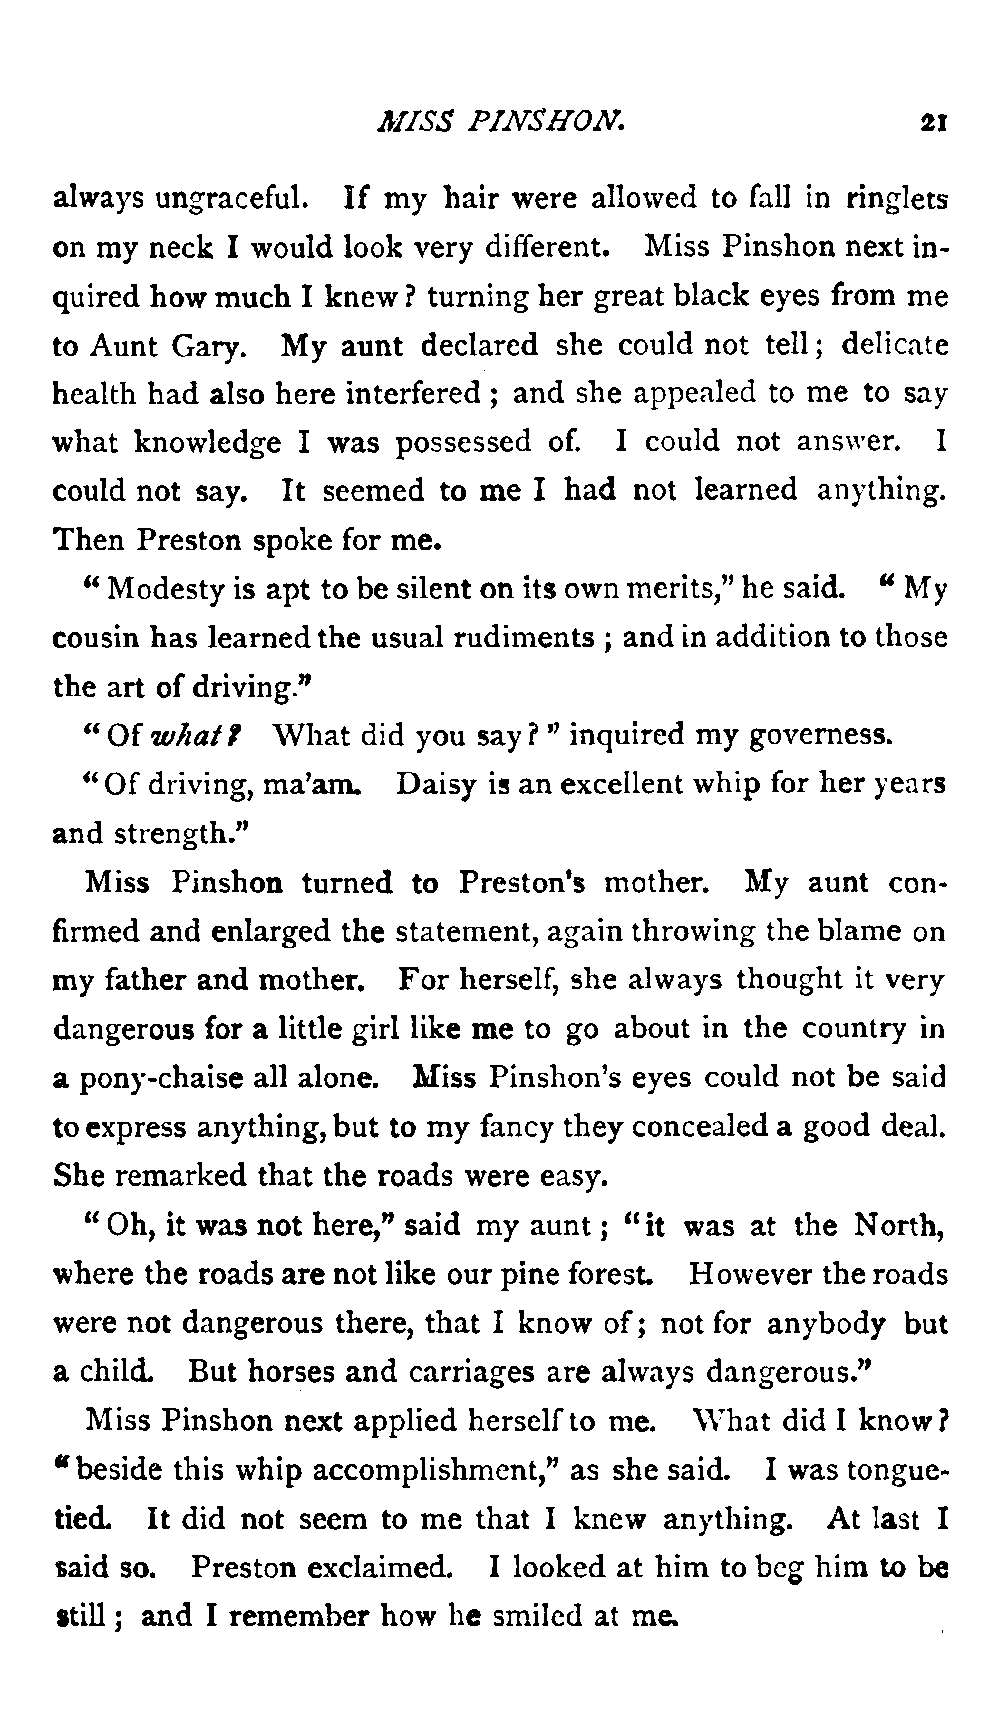 MISS PINSHON. 21
always ungraceful. If my hair were allowed to fall in ringlets
on my neck I would look very different. Miss Pinshon next in-
quired how much I knew? turning her great black eyes from me
to Aunt Gary. My aunt declared she could not tell; delicate
health had also here interfered; and she appealed to me to say
what knowledge I was possessed of. I could not answer. I
could not say. It seemed to me I had not learned anything.
Then Preston spoke for me.
"Modesty is apt to be silent on its own merits," he said. "My
cousin has learned the usual rudiments; and in addition to those
the art of driving."
"Of what? What did you say?" inquired my governess.
"Of driving, ma'am. Daisy is an excellent whip for her years
and strength."
Miss Pinshon turned to Preston's mother. My aunt con-
firmed and enlarged the statement, again throwing the blame on
my father and mother. For herself, she always thought it very
dangerous for a little girl like me to go about in the country in
a pony-chaise all alone. Miss Pinshon's eyes could not be said
to express anything, but to my fancy they concealed a good deal.
She remarked that the roads were easy.
"Oh, it was not here," said my aunt; "it was at the North,
where the roads are not like our pine forest. However the roads
were not dangerous there, that I know of; not for anybody but
a child. But horses and carriages are always dangerous."
Miss Pinshon next applied herself to me. What did I know?
"beside this whip accomplishment," as she said. I was tongue-
tied. It did not seem to me that I knew anything. At last I
said so. Preston exclaimed. I looked at him to beg him to be
still; and I remember how he smiled at me.